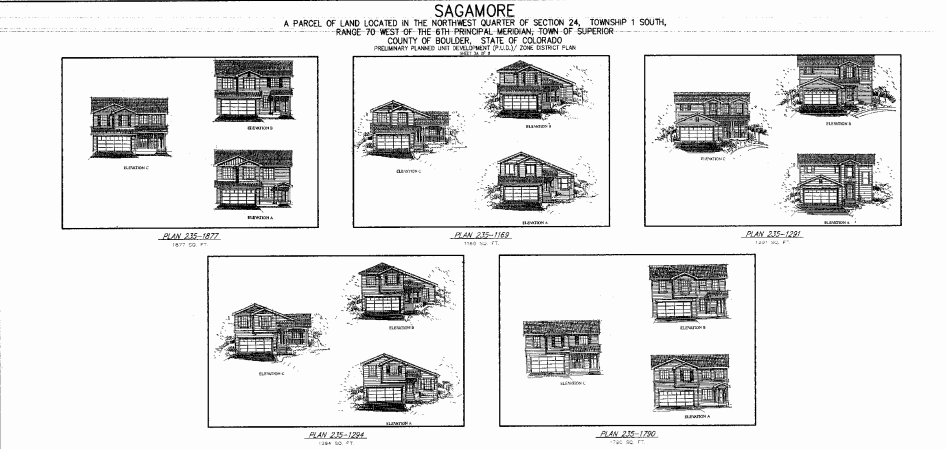 SAGAMORE
A PARCEL OF LAND LOCATED IN THE NORTHWEST QUARTER OF SECTION 24, TOWNSHIP 1 SOUTH,
RANGE 70 WEST OF THE 6TH PRINCIPAL MERIDIAN; TOWN OF SUPERIOR
COUNTY OF BOULDER, STATE OF COLORADO
PRELIMINARY PLANNED UNIT DEVELOPMENT (P.U.D.)/ ZONE DISTRICT PLAN
ELEVATION B
ELEVATION C
ELEVATION A
PLAN 235-1877
1877 SQ. FT.
ELEVATION B
ELEVATION C
ELEVATION A
PLAN 235-1169
1169 SQ. FT.
ELEVATION B
ELEVATION C
ELEVATION A
PLAN 235-1291
1291 SQ. FT.
ELEVATION B
ELEVATION C
ELEVATION A
PLAN 235-1294
1294 SQ. FT.
ELEVATION B
ELEVATION C
ELEVATION A
PLAN 235-1790
1790 SQ. FT.